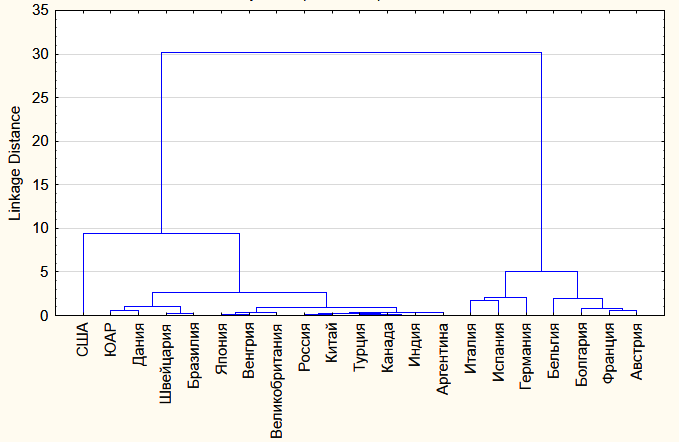 35
30
25
20
15
10
5
0
Linkage Distance
США
ЮАР
Дания
Швейцария
Бразилия
Япония
Венгрия
Великобритания
Россия
Китай
Турция
Канада
Индия
Аргентина
Италия
Испания
Германия
Бельгия
Болгария
Франция
Австрия